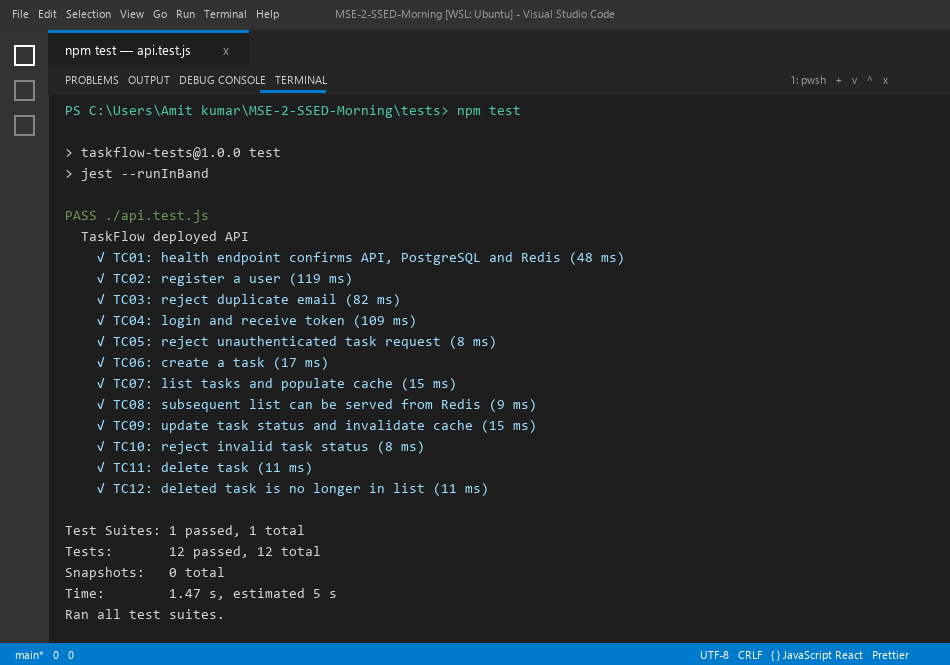 File Edit Selection View Go Run Terminal Help MSE-2-SSED-Morning [WSL: Ubuntu] - Visual Studio Code
npm test — api.test.js x
PROBLEMS OUTPUT DEBUG CONSOLE TERMINAL 1: pwsh + v ^ x
PS C:\Users\Amit kumar\MSE-2-SSED-Morning\tests> npm test
> taskflow-tests@1.0.0 test
> jest --runInBand
PASS ./api.test.js
TaskFlow deployed API
√ TC01: health endpoint confirms API, PostgreSQL and Redis (48 ms)
√ TC02: register a user (119 ms)
√ TC03: reject duplicate email (82 ms)
√ TC04: login and receive token (109 ms)
√ TC05: reject unauthenticated task request (8 ms)
√ TC06: create a task (17 ms)
√ TC07: list tasks and populate cache (15 ms)
√ TC08: subsequent list can be served from Redis (9 ms)
√ TC09: update task status and invalidate cache (15 ms)
√ TC10: reject invalid task status (8 ms)
√ TC11: delete task (11 ms)
√ TC12: deleted task is no longer in list (11 ms)
Test Suites: 1 passed, 1 total
Tests: 12 passed, 12 total
Snapshots: 0 total
Time: 1.47 s, estimated 5 s
Ran all test suites.
main* 0 0 UTF-8 CRLF { } JavaScript React Prettier